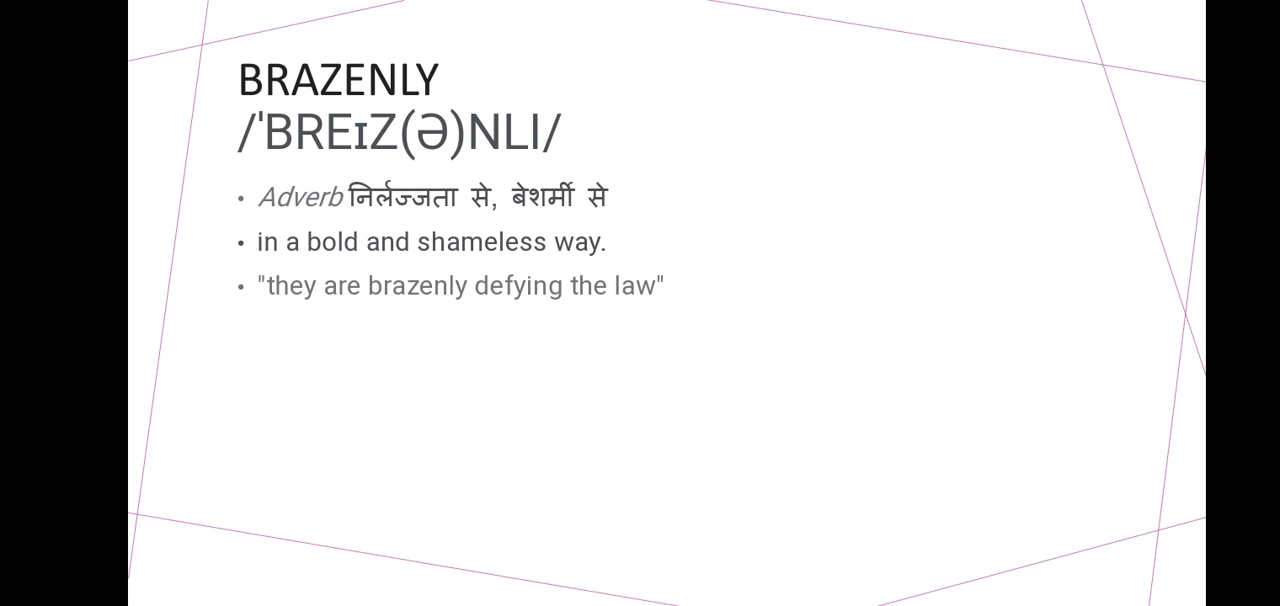 BRAZENLY
/ˈBREɪZ(Ə)NLI/
• Adverb निर्लज्जता से, बेशर्मी से
• in a bold and shameless way.
• "they are brazenly defying the law"